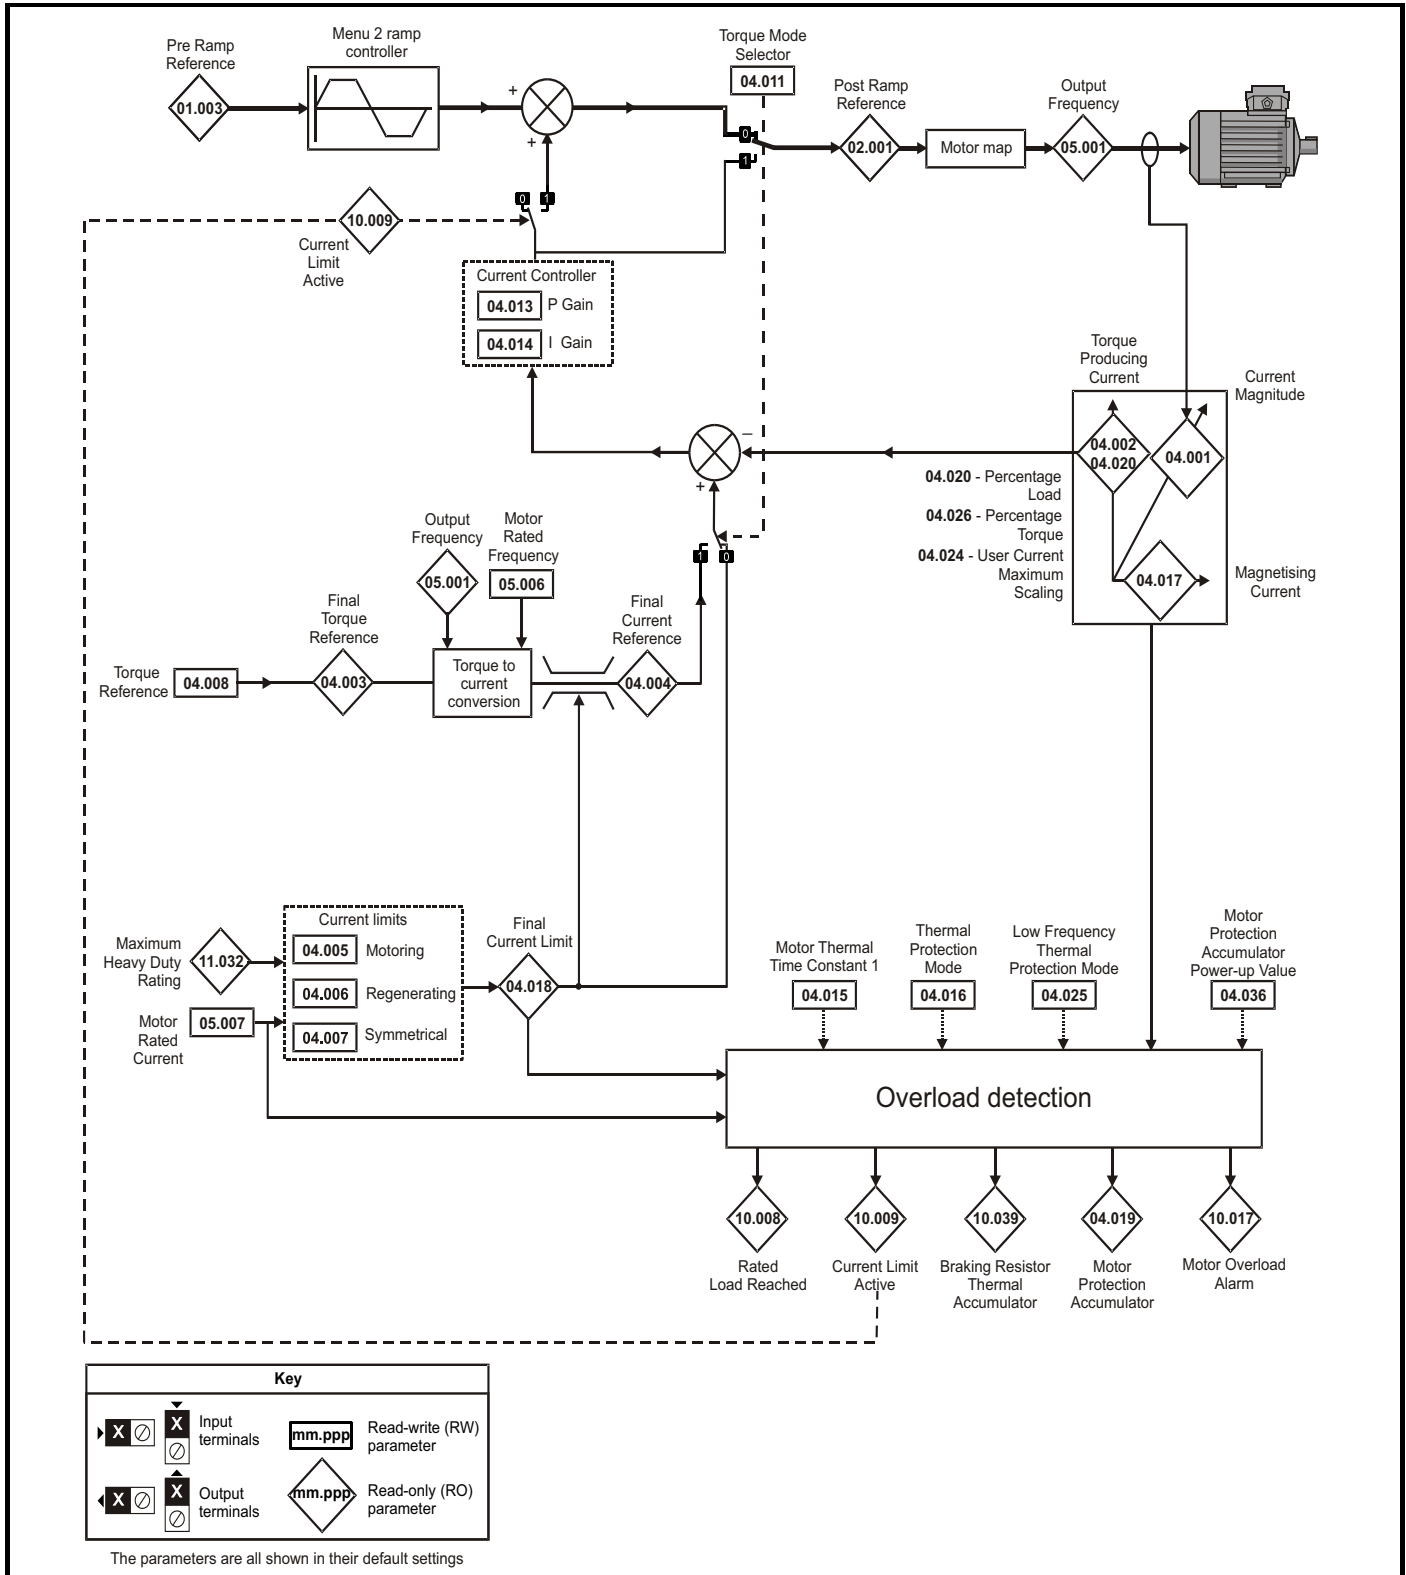 Pre Ramp
Reference
01.003
Menu 2 ramp
controller
+
+
Torque Mode
Selector
04.011
0
1
Post Ramp
Reference
02.001
Motor map
Output
Frequency
05.001
0
1
10.009
Current
Limit
Active
Current Controller
04.013 P Gain
04.014 I Gain
Torque
Producing
Current
Current
Magnitude
04.002
04.020
04.001
04.017
Magnetising
Current
–
+
04.020 - Percentage
Load
04.026 - Percentage
Torque
04.024 - User Current
Maximum
Scaling
1
0
Output
Frequency
05.001
Motor
Rated
Frequency
05.006
Final
Torque
Reference
04.003
Final
Current
Reference
04.004
Torque
Reference
04.008
Torque to
current
conversion
Maximum
Heavy Duty
Rating
11.032
Motor
Rated
Current
05.007
Current limits
04.005 Motoring
04.006 Regenerating
04.007 Symmetrical
Final
Current Limit
04.018
Motor Thermal
Time Constant 1
04.015
Thermal
Protection
Mode
04.016
Low Frequency
Thermal
Protection Mode
04.025
Motor
Protection
Accumulator
Power-up Value
04.036
Overload detection
10.008
Rated
Load Reached
10.009
Current Limit
Active
10.039
Braking Resistor
Thermal
Accumulator
04.019
Motor
Protection
Accumulator
10.017
Motor Overload
Alarm
Key
X
X
Input
terminals
mm.ppp
Read-write (RW)
parameter
X
X
Output
terminals
mm.ppp
Read-only (RO)
parameter
The parameters are all shown in their default settings